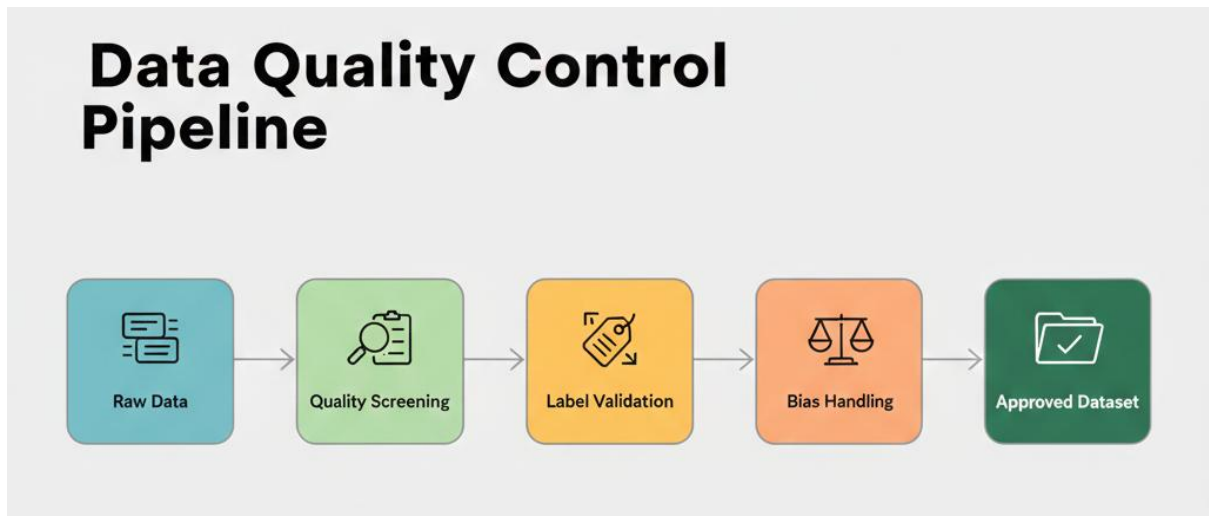 Data Quality Control
Pipeline
Raw Data
Quality Screening
Label Validation
Bias Handling
Approved Dataset